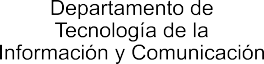 Departamento de
Tecnología de la
Información y Comunicación